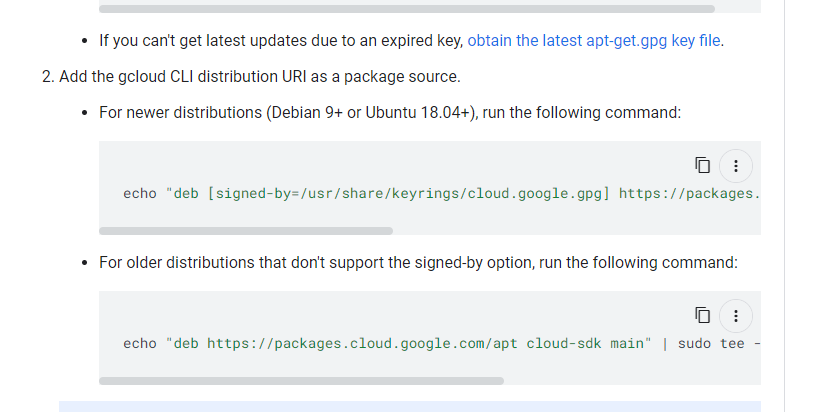 • If you can't get latest updates due to an expired key, obtain the latest apt-get.gpg key file.
2. Add the gcloud CLI distribution URI as a package source.
• For newer distributions (Debian 9+ or Ubuntu 18.04+), run the following command:
echo "deb [signed-by=/usr/share/keyrings/cloud.google.gpg] https://packages.
• For older distributions that don't support the signed-by option, run the following command:
echo "deb https://packages.cloud.google.com/apt cloud-sdk main" | sudo tee -